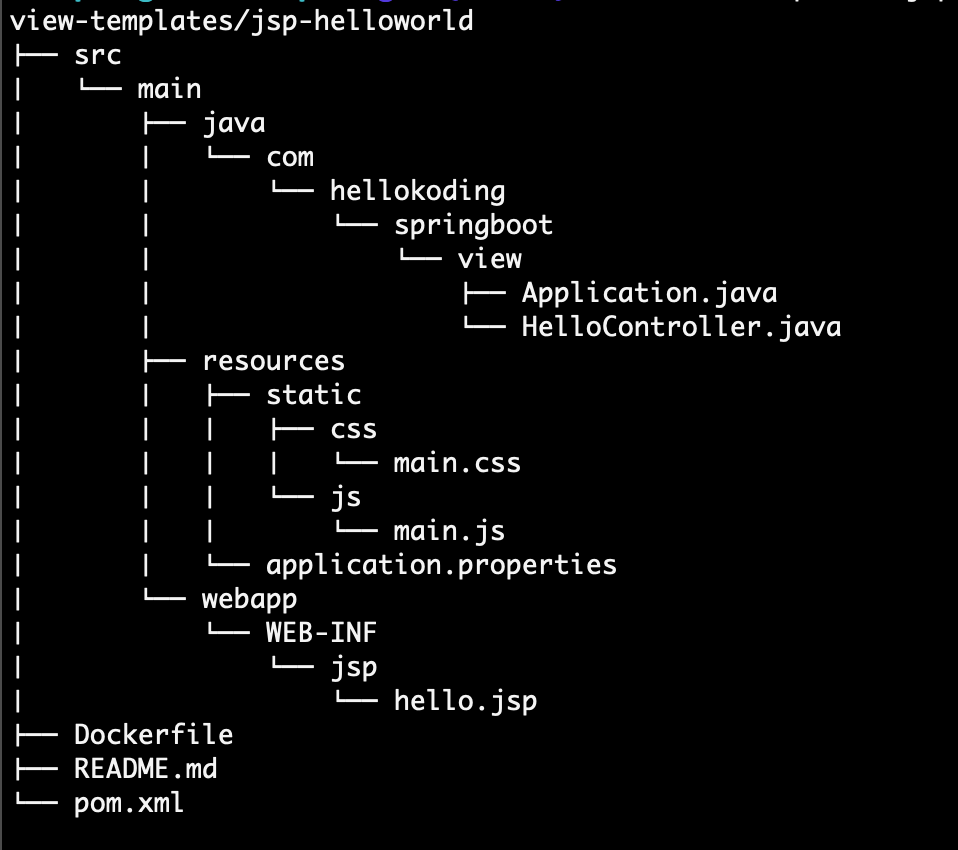 view-templates/jsp-helloworld
├── src
│   └── main
│       ├── java
│       │   └── com
│       │       └── hellokoding
│       │           └── springboot
│       │               └── view
│       │                   ├── Application.java
│       │                   └── HelloController.java
│       ├── resources
│       │   ├── static
│       │   │   ├── css
│       │   │   │   └── main.css
│       │   │   └── js
│       │   │       └── main.js
│       │   └── application.properties
│       └── webapp
│           └── WEB-INF
│               └── jsp
│                   └── hello.jsp
├── Dockerfile
├── README.md
└── pom.xml